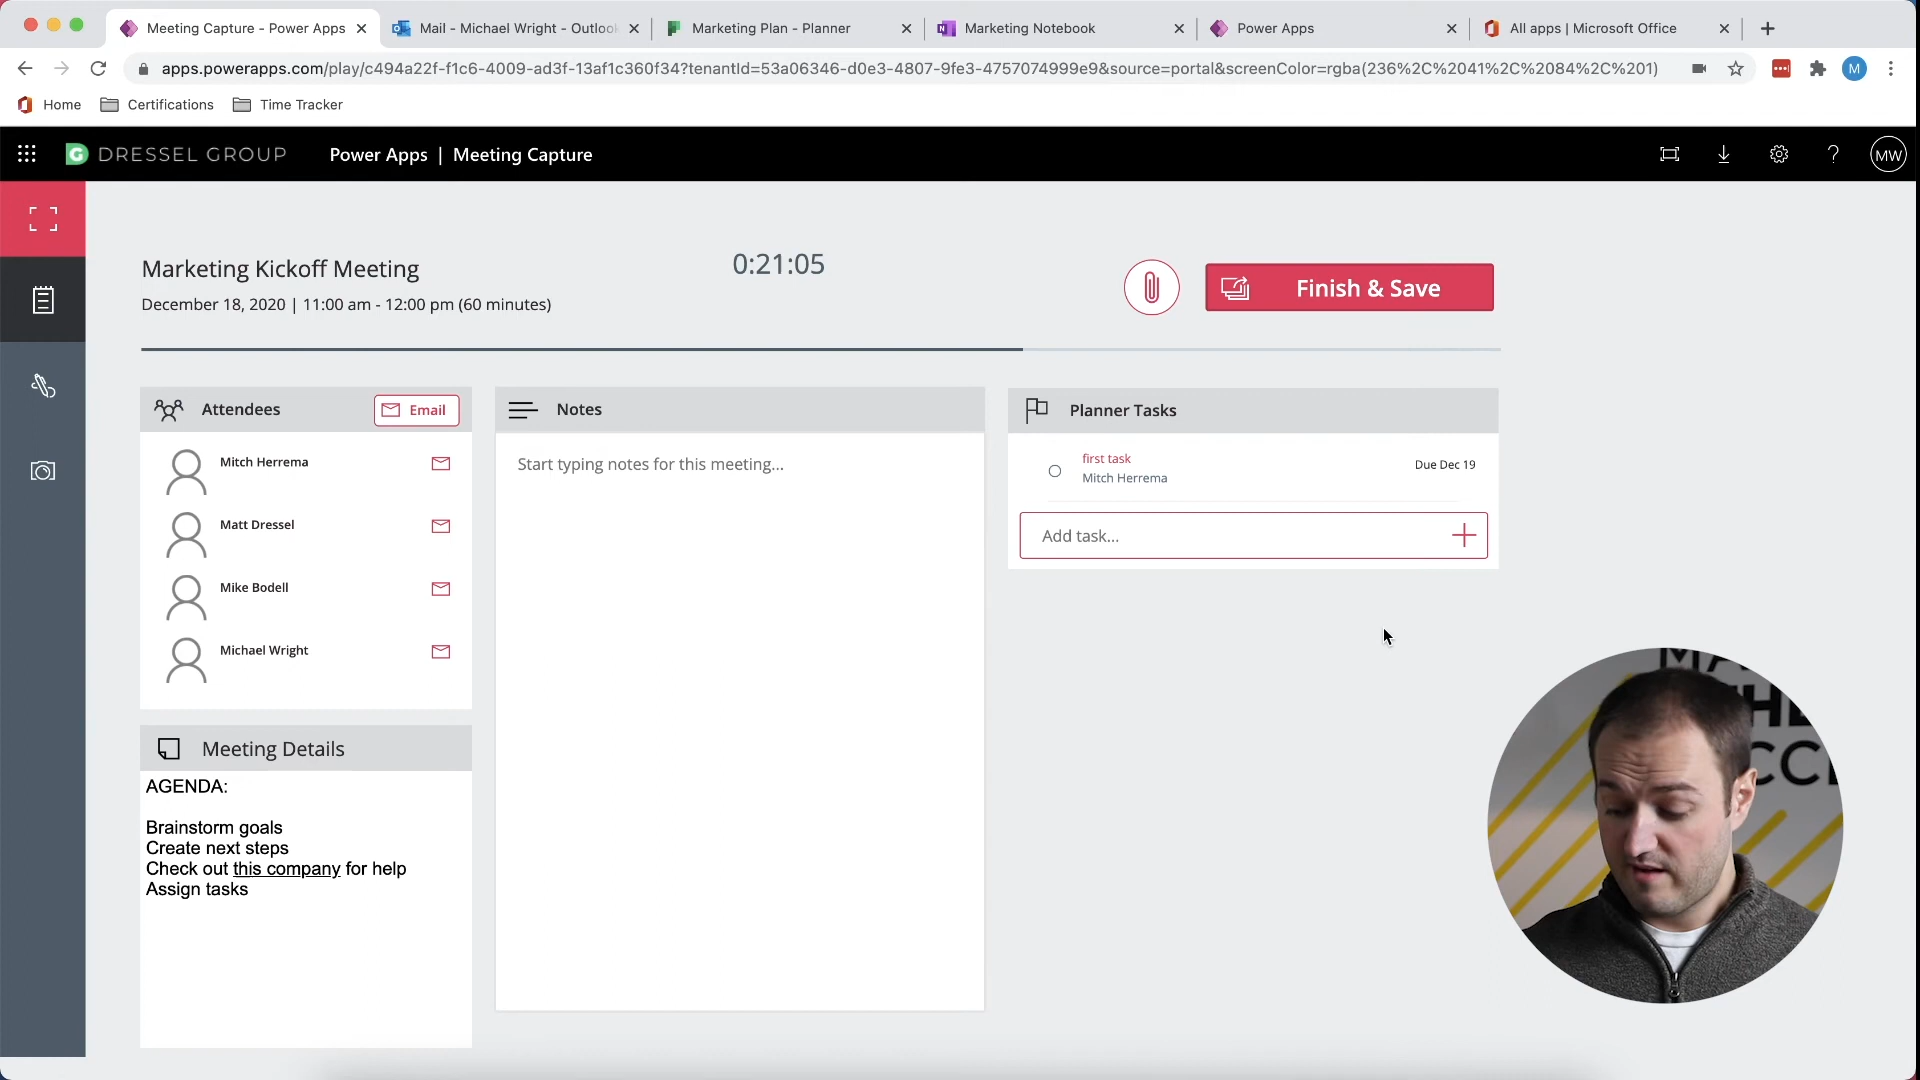 Meeting Capture - Power Apps
Mail - Michael Wright - Outlook
Marketing Plan - Planner
Marketing Notebook
Power Apps
All apps | Microsoft Office
apps.powerapps.com/play/c494a22f-f1c6-4009-ad3f-13af1c360f34?tenantId=53a06346-d0e3-4807-9fe3-4757074999e9&source=portal&screenColor=rgba(236%2C%2041%2C%2084%2C%201)
M
Home
Certifications
Time Tracker
DRESSEL GROUP
Power Apps | Meeting Capture
MW
Marketing Kickoff Meeting
0:21:05
December 18, 2020 | 11:00 am - 12:00 pm (60 minutes)
Finish & Save
Attendees
Email
Mitch Herrema
Matt Dressel
Mike Bodell
Michael Wright
Meeting Details
AGENDA:
Brainstorm goals
Create next steps
Check out this company for help
Assign tasks
Notes
Start typing notes for this meeting...
Planner Tasks
first task
Mitch Herrema
Due Dec 19
Add task...